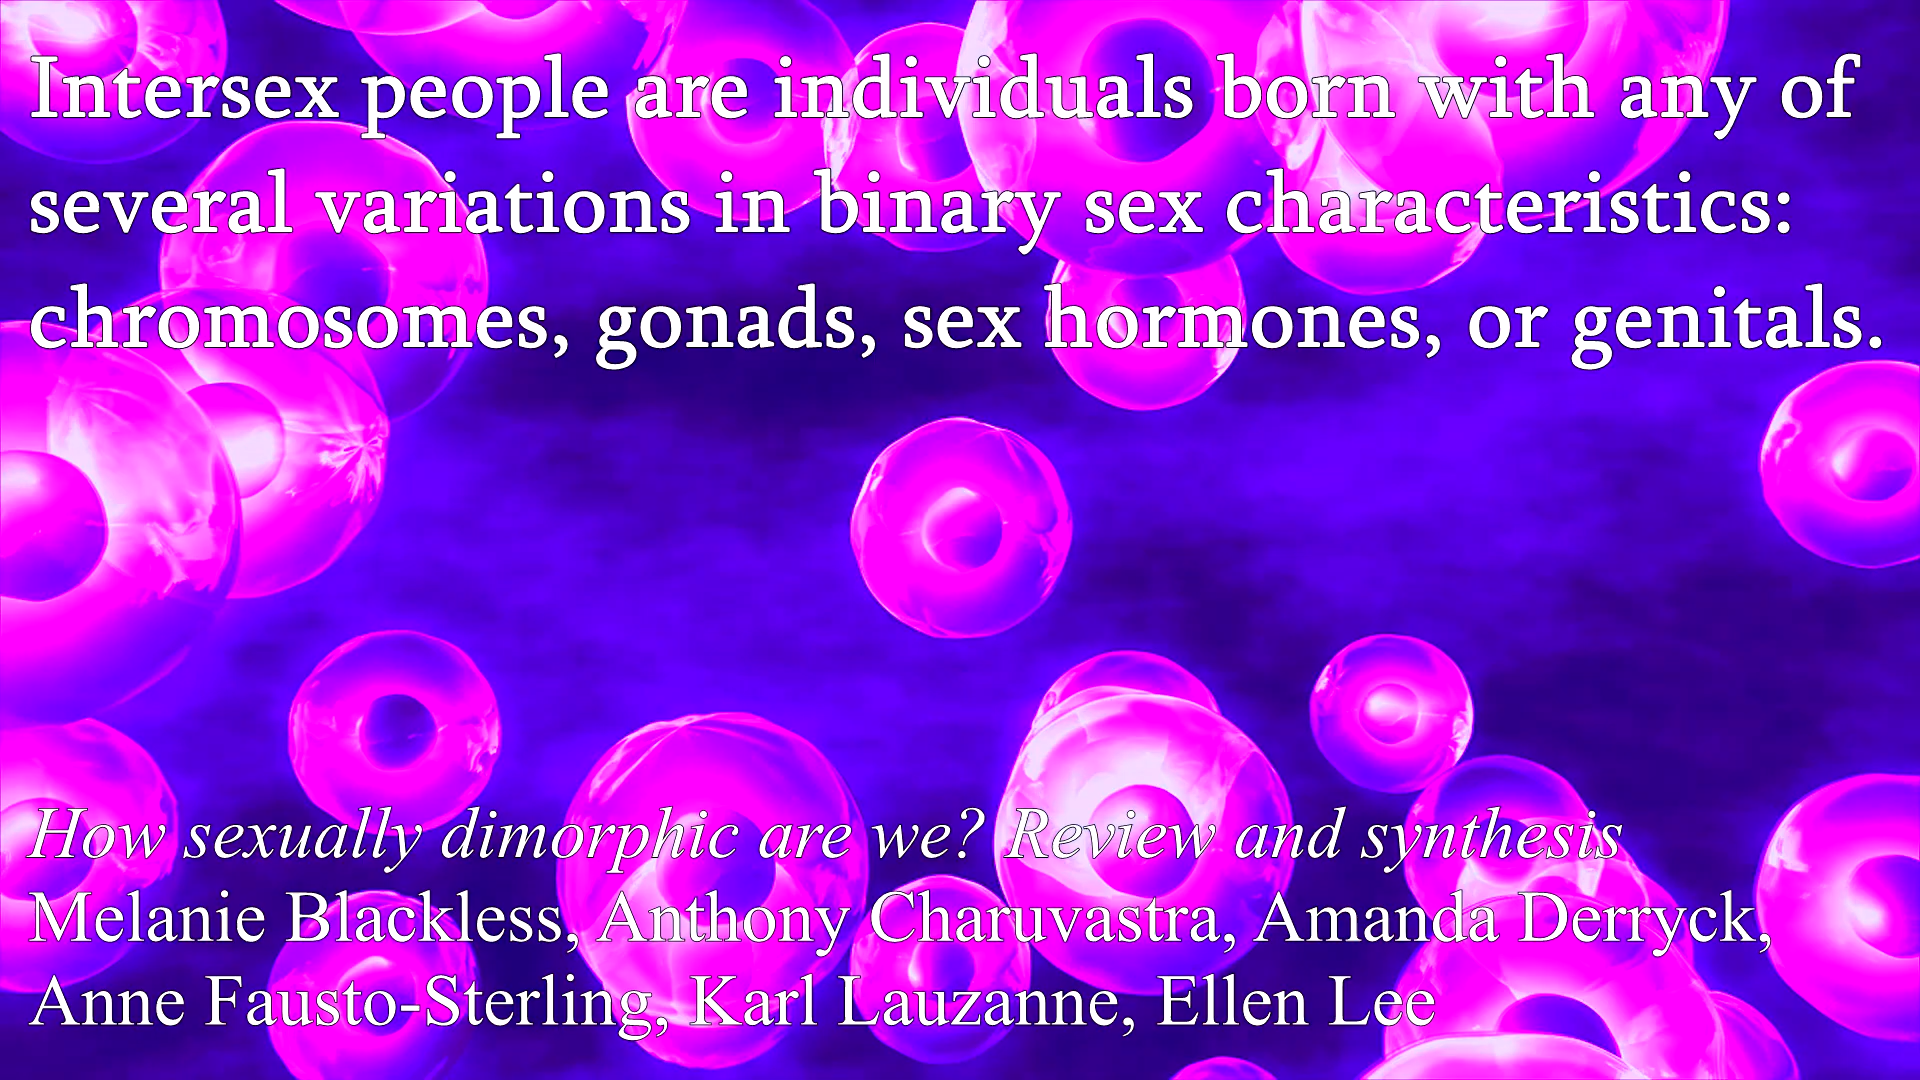 Intersex people are individuals born with any of
several variations in binary sex characteristics:
chromosomes, gonads, sex hormones, or genitals.
How sexually dimorphic are we? Review and synthesis
Melanie Blackless, Anthony Charuvastra, Amanda Derryck,
Anne Fausto-Sterling, Karl Lauzanne, Ellen Lee